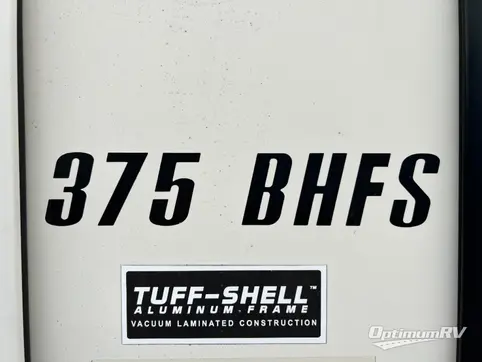 375 BHFS
TUFF-SHELL™
ALUMINUM FRAME
VACUUM LAMINATED CONSTRUCTION
OptimumRV